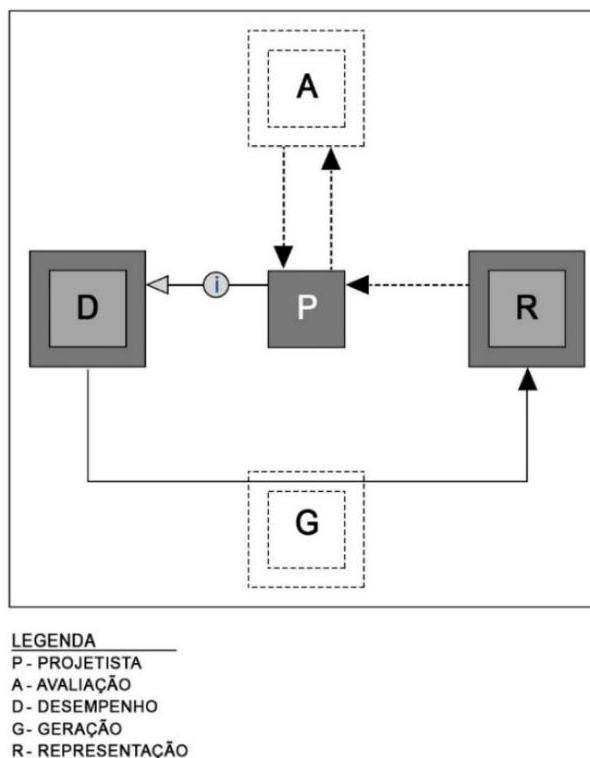 A
D
i
P
R
G
LEGENDA
P - PROJETISTA
A - AVALIAÇÃO
D - DESEMPENHO
G - GERAÇÃO
R - REPRESENTAÇÃO